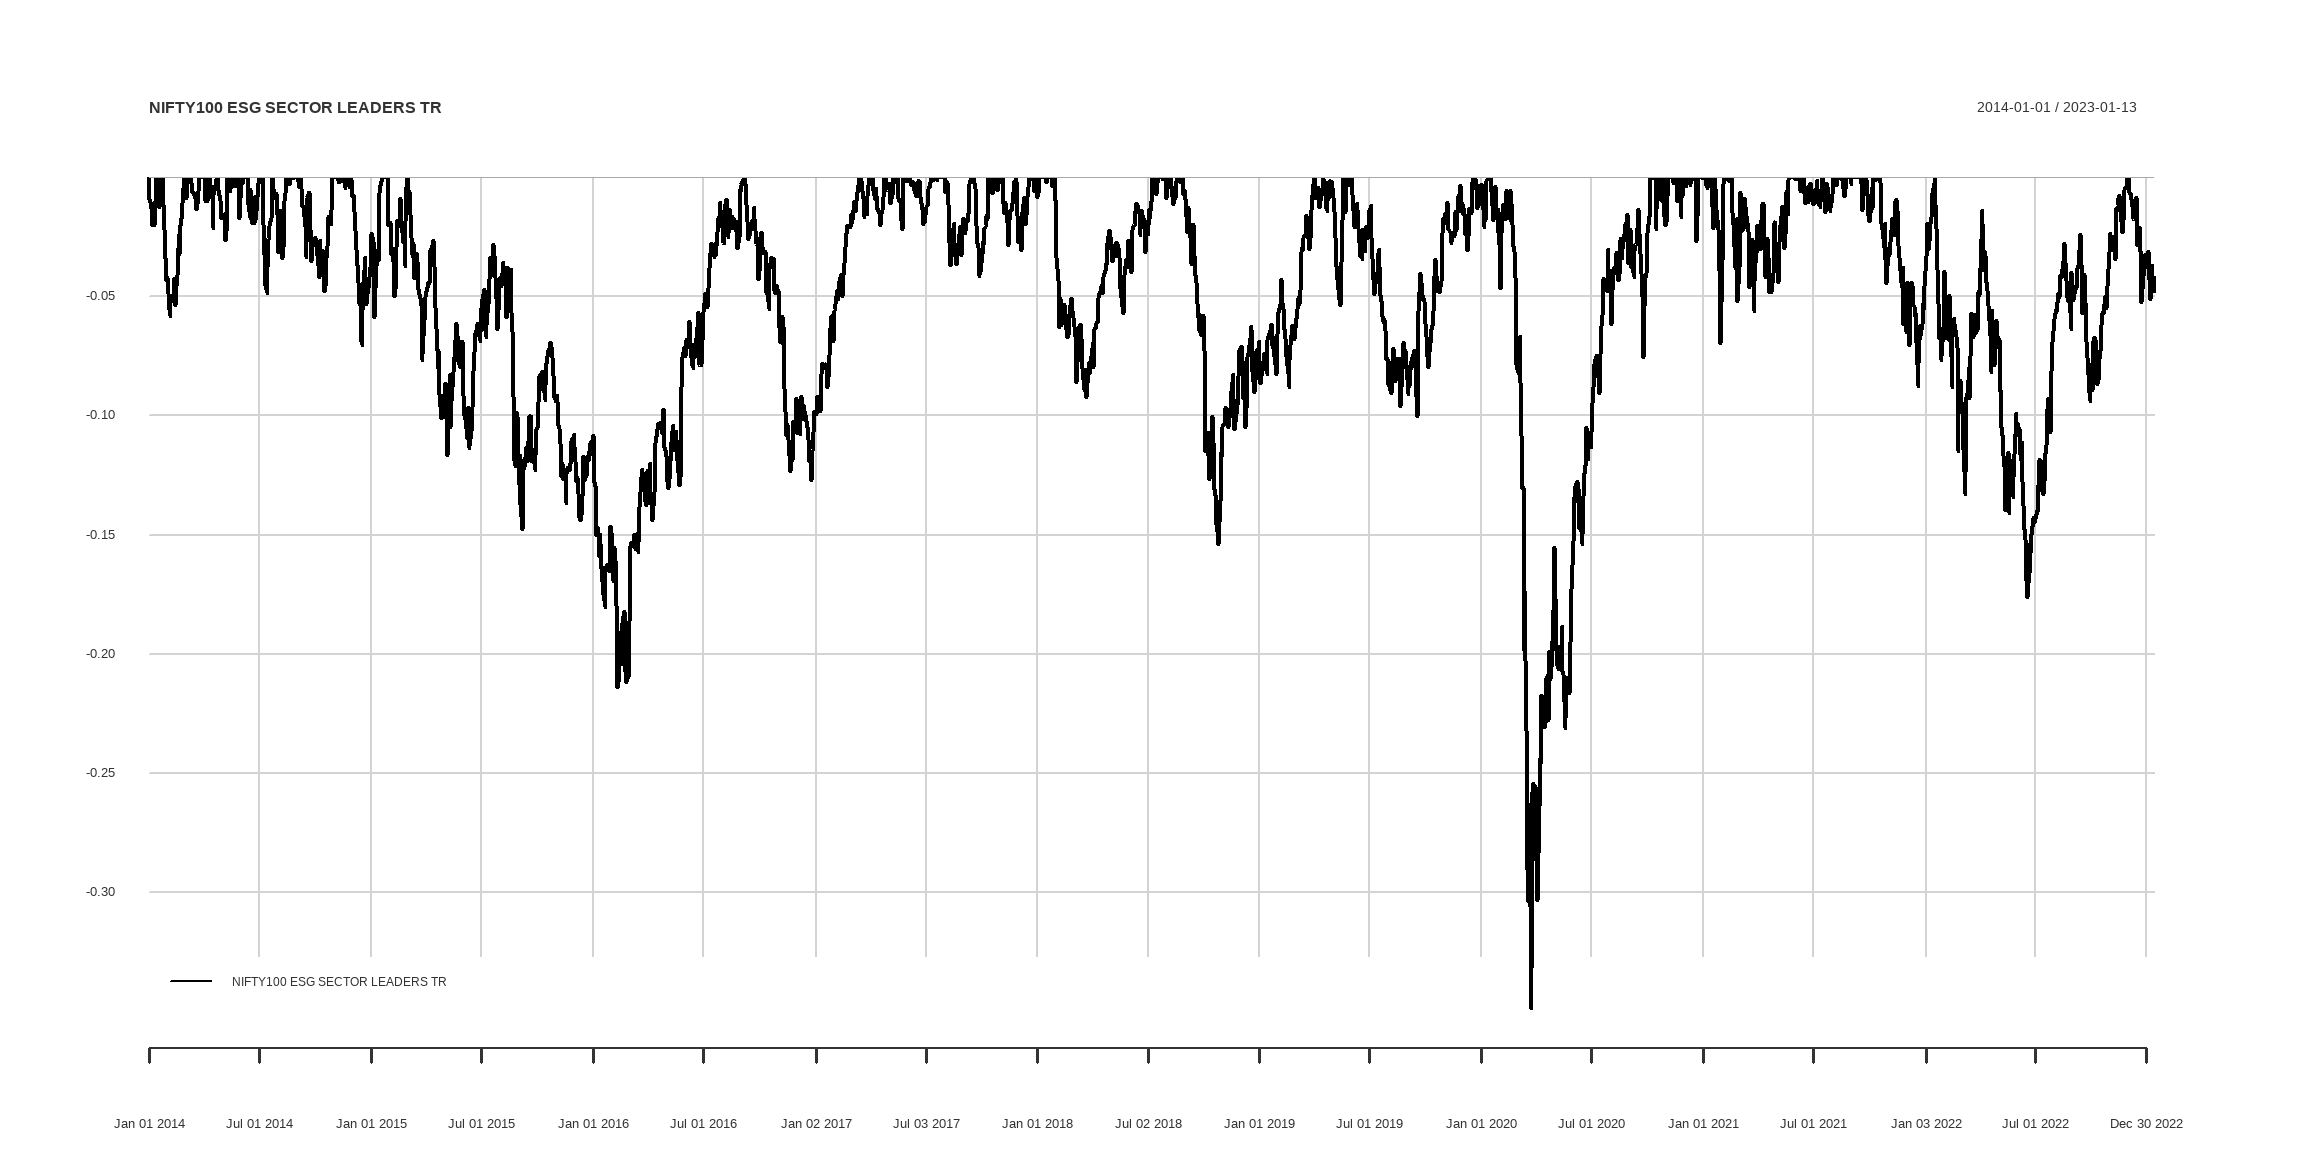 NIFTY100 ESG SECTOR LEADERS TR
2014-01-01 / 2023-01-13
-0.05
-0.10
-0.15
-0.20
-0.25
-0.30
NIFTY100 ESG SECTOR LEADERS TR
Jan 01 2014 Jul 01 2014 Jan 01 2015 Jul 01 2015 Jan 01 2016 Jul 01 2016 Jan 02 2017 Jul 03 2017 Jan 01 2018 Jul 02 2018 Jan 01 2019 Jul 01 2019 Jan 01 2020 Jul 01 2020 Jan 01 2021 Jul 01 2021 Jan 03 2022 Jul 01 2022 Dec 30 2022